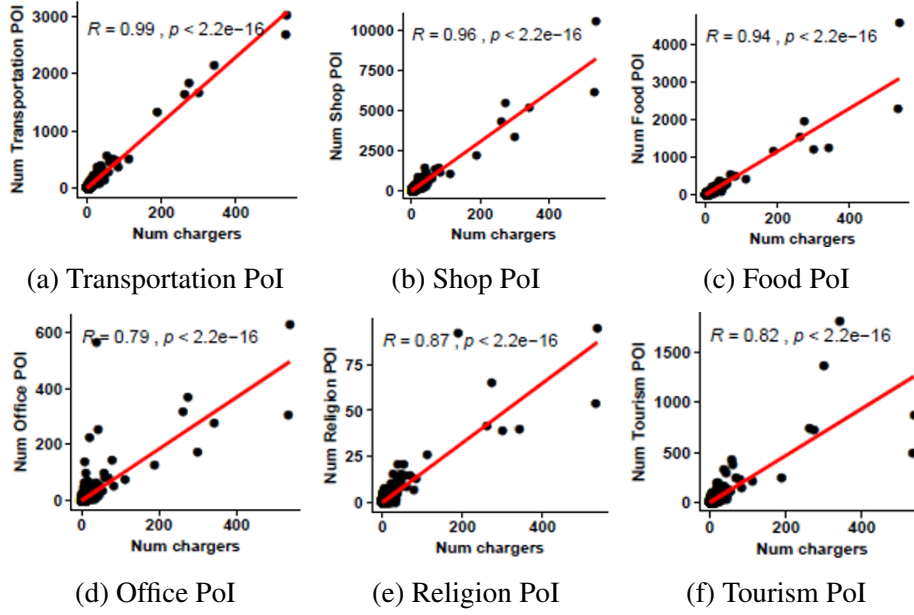 3000
2000
1000
0
Num Transportation POI
R = 0.99 , p < 2.2e−16
0 200 400
Num chargers
(a) Transportation PoI
10000
7500
5000
2500
0
Num Shop POI
R = 0.96 , p < 2.2e−16
0 200 400
Num chargers
(b) Shop PoI
4000
3000
2000
1000
0
Num Food POI
R = 0.94 , p < 2.2e−16
0 200 400
Num chargers
(c) Food PoI
600
400
200
0
Num Office POI
R = 0.79 , p < 2.2e−16
0 200 400
Num chargers
(d) Office PoI
75
50
25
0
Num Religion POI
R = 0.87 , p < 2.2e−16
0 200 400
Num chargers
(e) Religion PoI
1500
1000
500
0
Num Tourism POI
R = 0.82 , p < 2.2e−16
0 200 400
Num chargers
(f) Tourism PoI